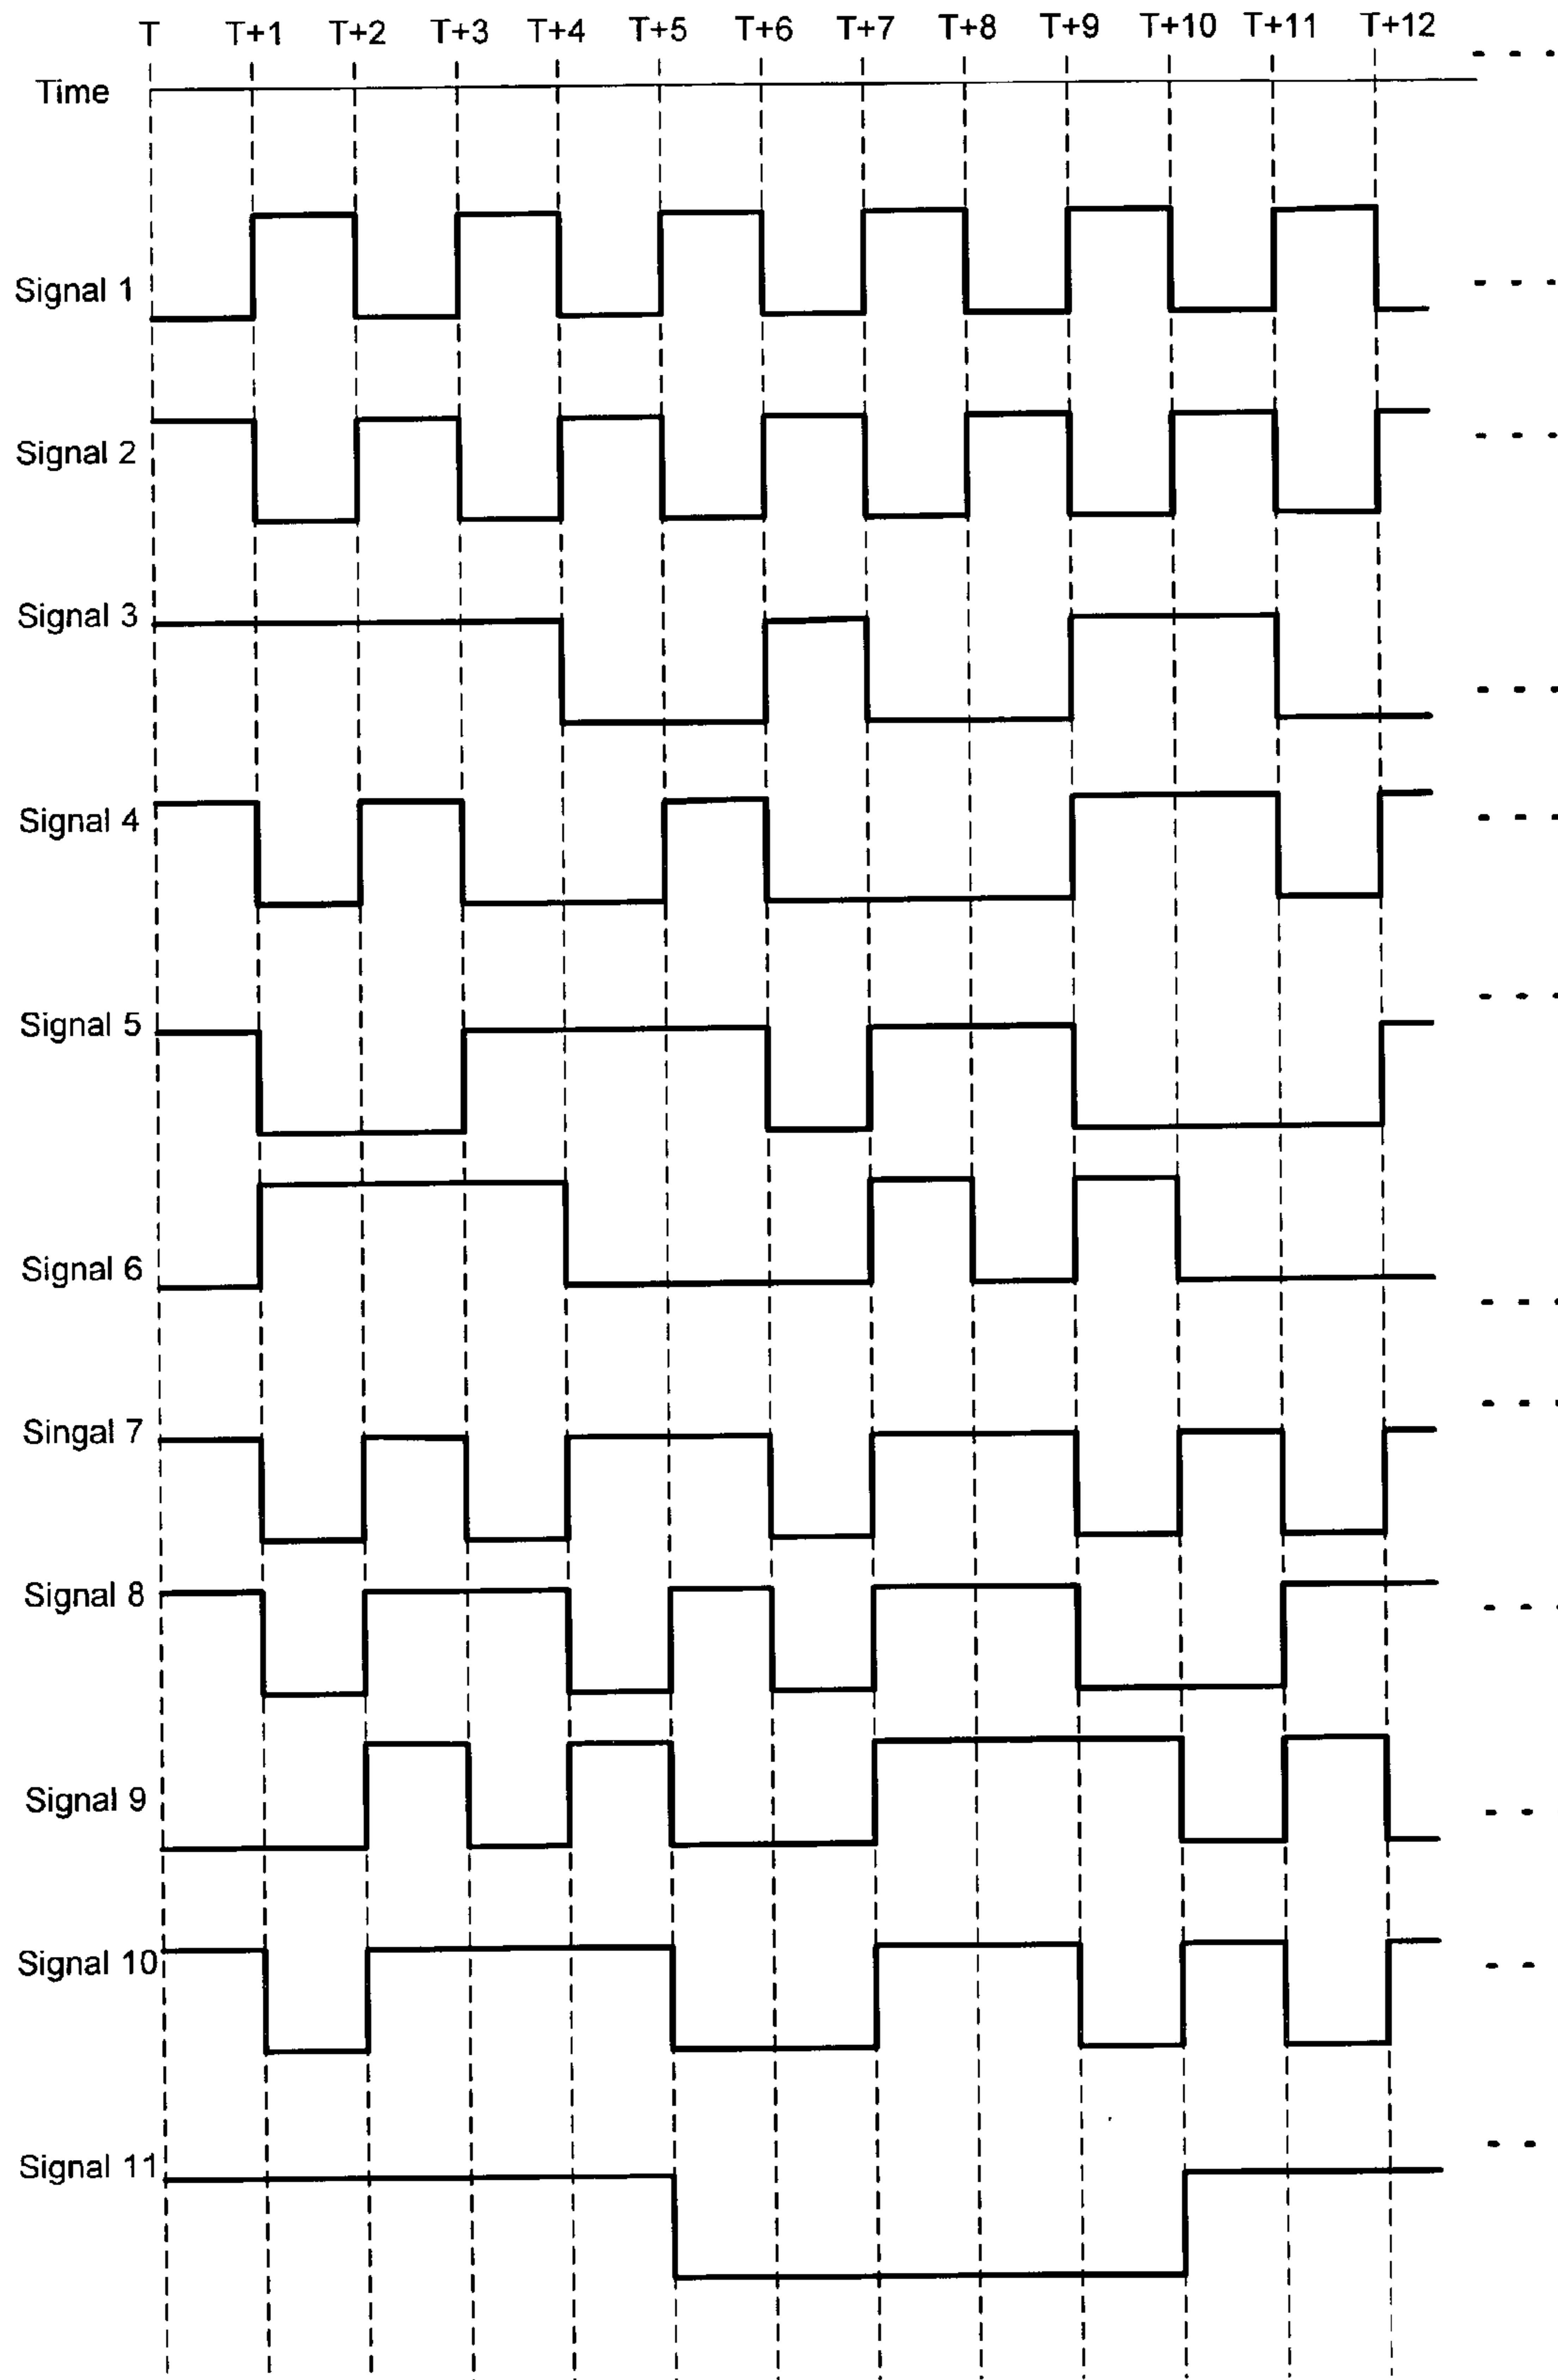 T T+1 T+2 T+3 T+4 T+5 T+6 T+7 T+8 T+9 T+10 T+11 T+12
Time
Signal 1
Signal 2
Signal 3
Signal 4
Signal 5
Signal 6
Singal 7
Signal 8
Signal 9
Signal 10
Signal 11